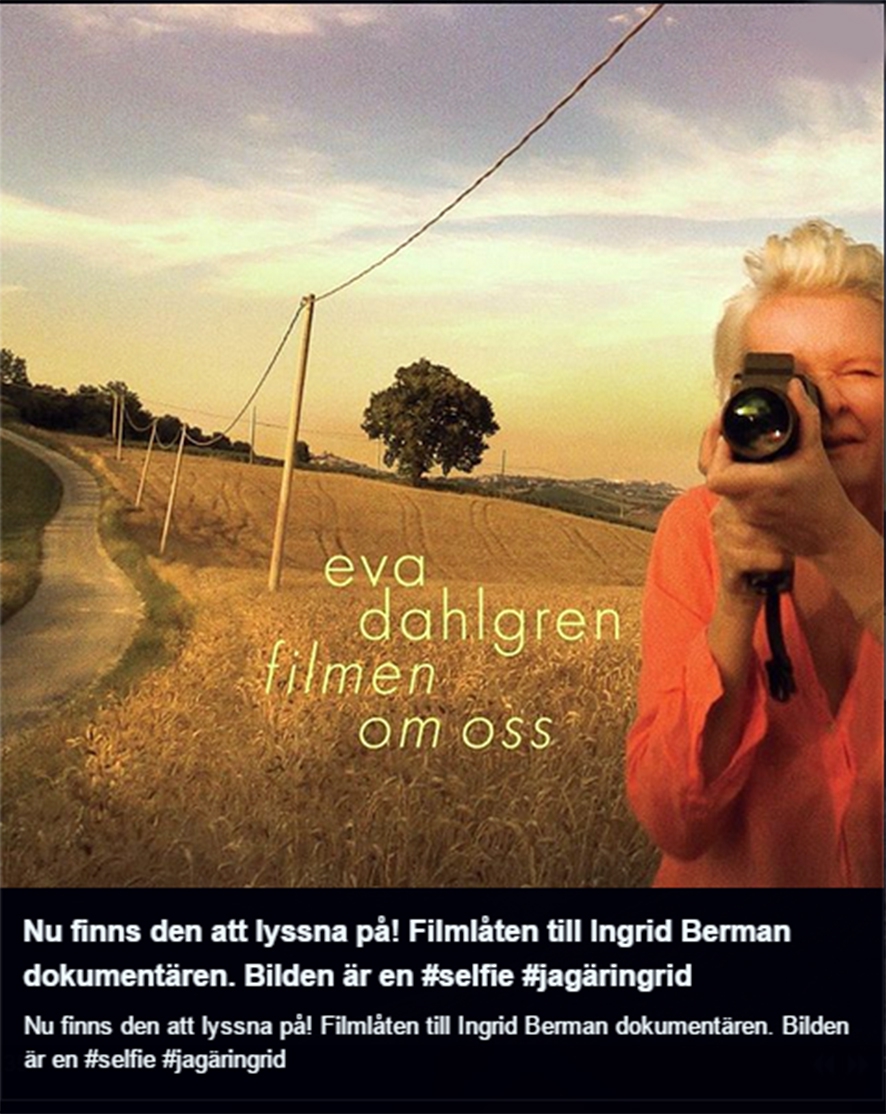 eva
dahlgren
filmen
om oss
Nu finns den att lyssna på! Filmlåten till Ingrid Berman
dokumentären. Bilden är en #selfie #jagäringrid
Nu finns den att lyssna på! Filmlåten till Ingrid Berman dokumentären. Bilden
är en #selfie #jagäringrid